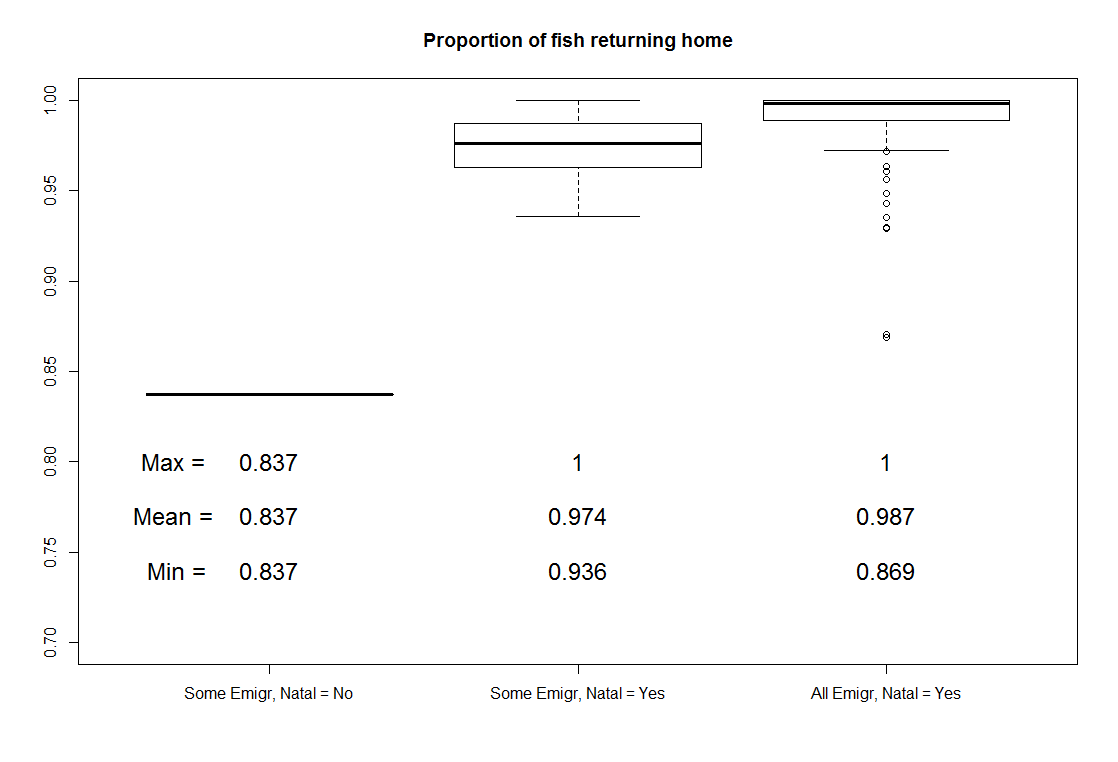 Proportion of fish returning home
1.00
0.95
0.90
0.85
0.80
0.75
0.70
Max = 0.837 1 1
Mean = 0.837 0.974 0.987
Min = 0.837 0.936 0.869
Some Emigr, Natal = No Some Emigr, Natal = Yes All Emigr, Natal = Yes